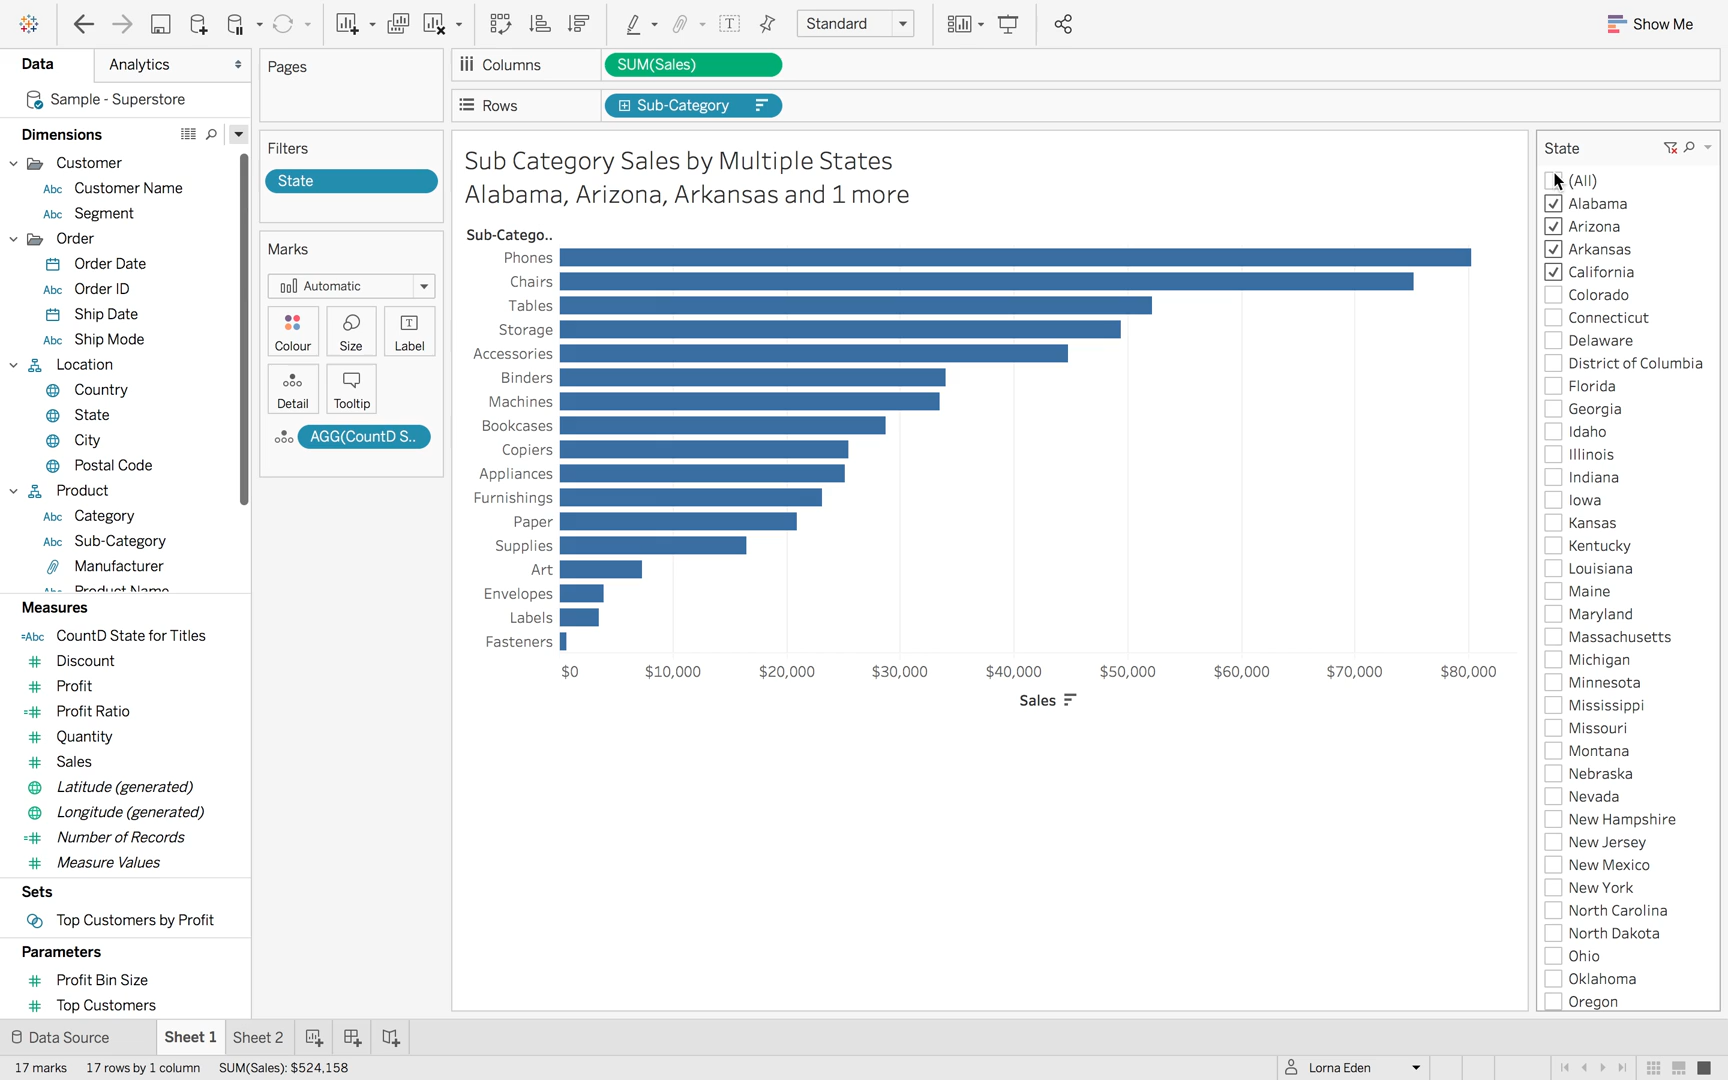 Standard
Show Me
Data
Analytics
Sample - Superstore
Dimensions
Customer
Abc Customer Name
Abc Segment
Order
Order Date
Abc Order ID
Ship Date
Abc Ship Mode
Location
Country
State
City
Postal Code
Product
Abc Category
Abc Sub-Category
Manufacturer
Abc Product Name
Measures
=Abc CountD State for Titles
# Discount
# Profit
=# Profit Ratio
# Quantity
# Sales
Latitude (generated)
Longitude (generated)
=# Number of Records
# Measure Values
Sets
Top Customers by Profit
Parameters
# Profit Bin Size
# Top Customers
Pages
Filters
State
Marks
Automatic
Colour
Size
Label
Detail
Tooltip
AGG(CountD S..
Columns
SUM(Sales)
Rows
Sub-Category
Sub Category Sales by Multiple States
Alabama, Arizona, Arkansas and 1 more
Sub-Catego..
Phones
Chairs
Tables
Storage
Accessories
Binders
Machines
Bookcases
Copiers
Appliances
Furnishings
Paper
Supplies
Art
Envelopes
Labels
Fasteners
$0 $10,000 $20,000 $30,000 $40,000 $50,000 $60,000 $70,000 $80,000
Sales
State
(All)
Alabama
Arizona
Arkansas
California
Colorado
Connecticut
Delaware
District of Columbia
Florida
Georgia
Idaho
Illinois
Indiana
Iowa
Kansas
Kentucky
Louisiana
Maine
Maryland
Massachusetts
Michigan
Minnesota
Mississippi
Missouri
Montana
Nebraska
Nevada
New Hampshire
New Jersey
New Mexico
New York
North Carolina
North Dakota
Ohio
Oklahoma
Oregon
Data Source
Sheet 1
Sheet 2
17 marks 17 rows by 1 column SUM(Sales): $524,158
Lorna Eden